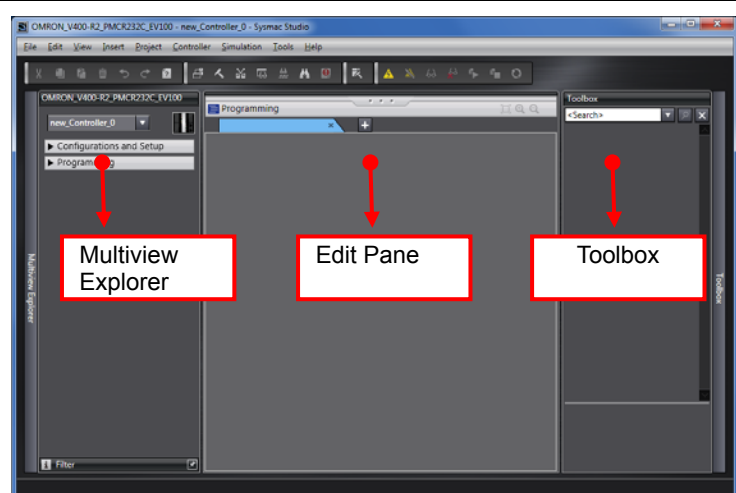 OMRON_V400-R2_PMCR232C_EV100 - new_Controller_0 - Sysmac Studio
File Edit View Insert Project Controller Simulation Tools Help
OMRON_V400-R2_PMCR232C_EV100
new_Controller_0
Configurations and Setup
Programming
Programming
Toolbox
<Search>
Multiview
Explorer
Edit Pane
Toolbox
Multiview Explorer
Toolbox
Filter